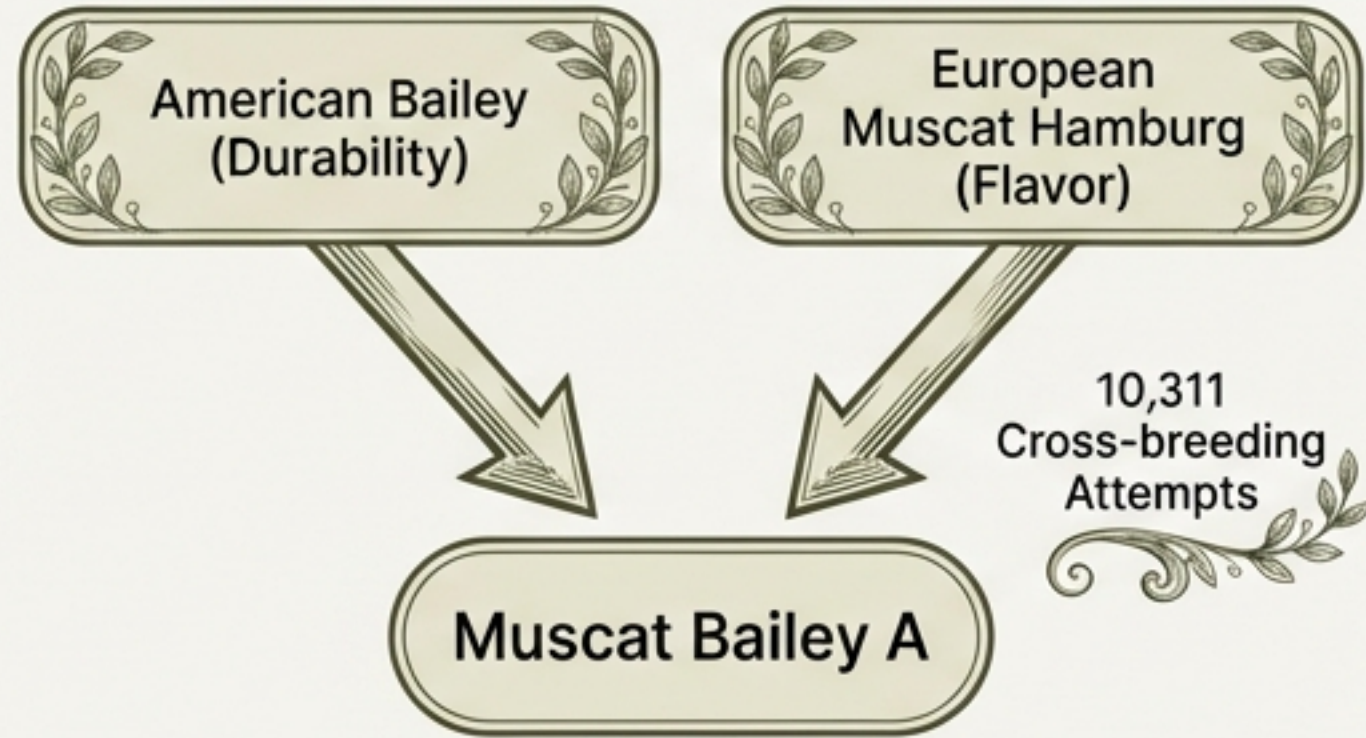 American Bailey
(Durability)
European
Muscat Hamburg
(Flavor)
10,311
Cross-breeding
Attempts
Muscat Bailey A